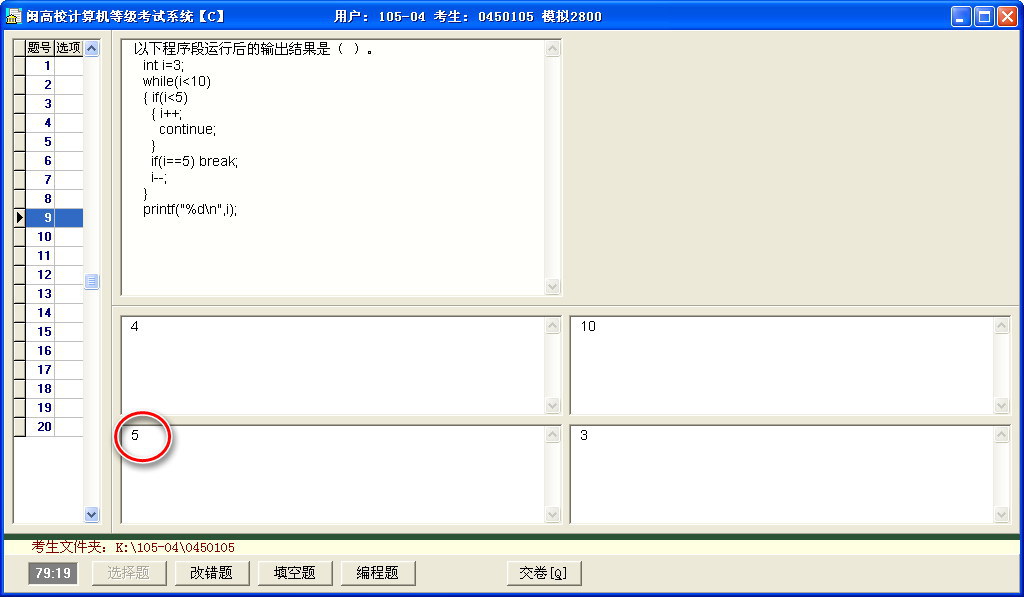 闽高校计算机等级考试系统【C】 用户: 105-04 考生: 0450105 模拟2800
题号 选项
1
2
3
4
5
6
7
8
9
10
11
12
13
14
15
16
17
18
19
20
以下程序段运行后的输出结果是（ ）。
int i=3;
while(i<10)
{ if(i<5)
{ i++;
continue;
}
if(i==5) break;
i--;
}
printf("%d\n",i);
4
10
5
3
考生文件夹: K:\105-04\0450105
79:19 选择题 改错题 填空题 编程题 交卷[Q]